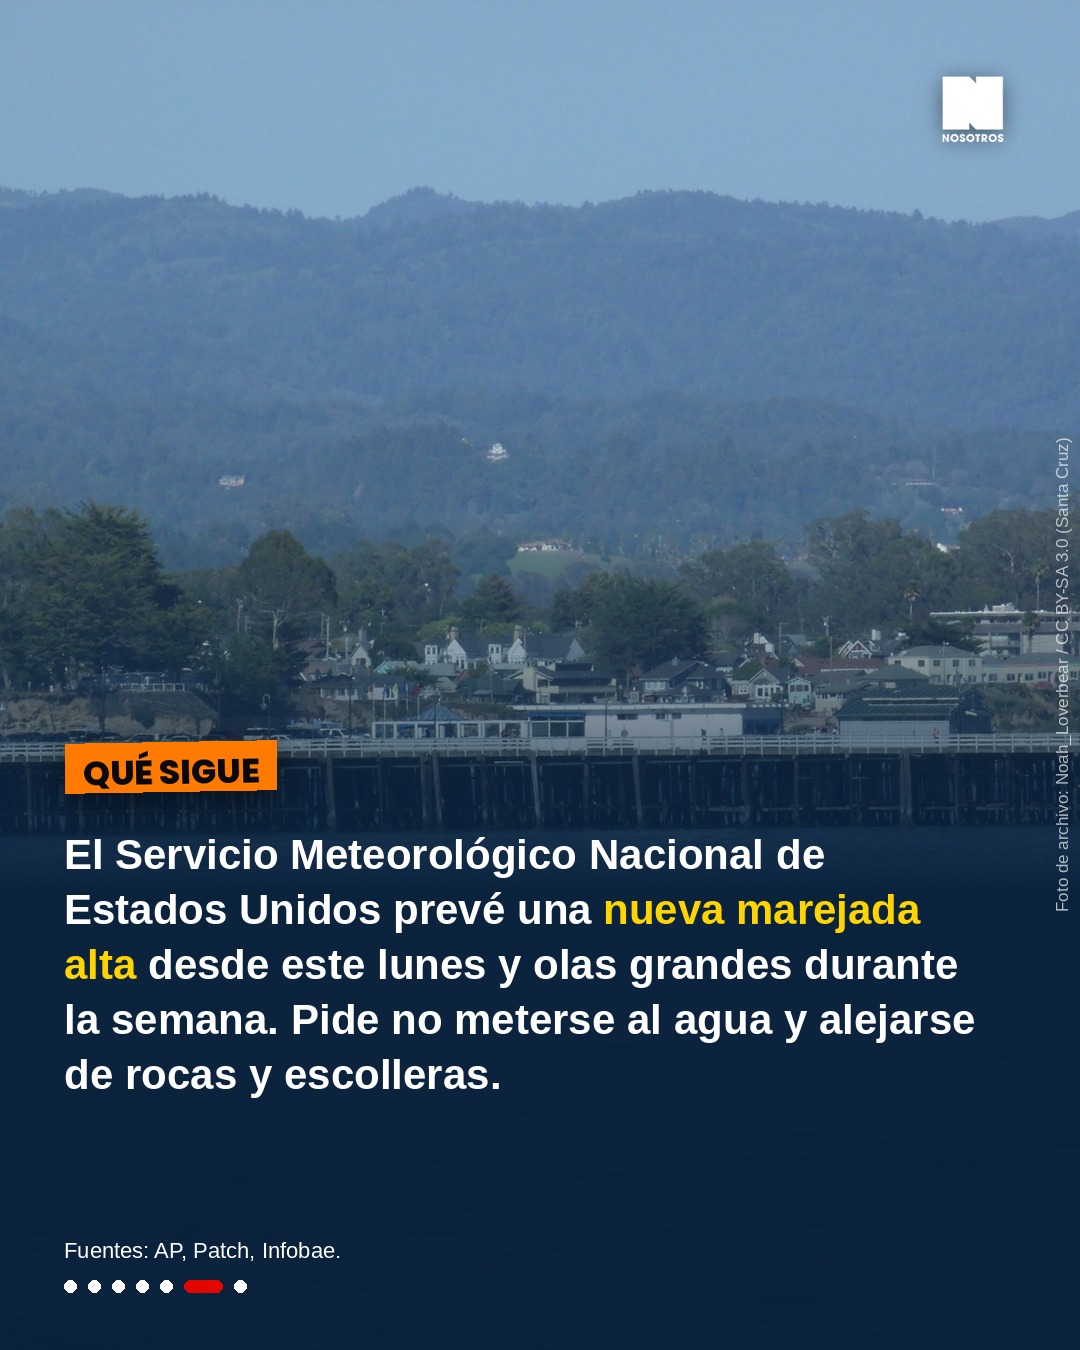 NOSOTROS
Foto de archivo: Noah_Loverbear / CC BY-SA 3.0 (Santa Cruz)
QUÉ SIGUE
El Servicio Meteorológico Nacional de
Estados Unidos prevé una nueva marejada
alta desde este lunes y olas grandes durante
la semana. Pide no meterse al agua y alejarse
de rocas y escolleras.
Fuentes: AP, Patch, Infobae.